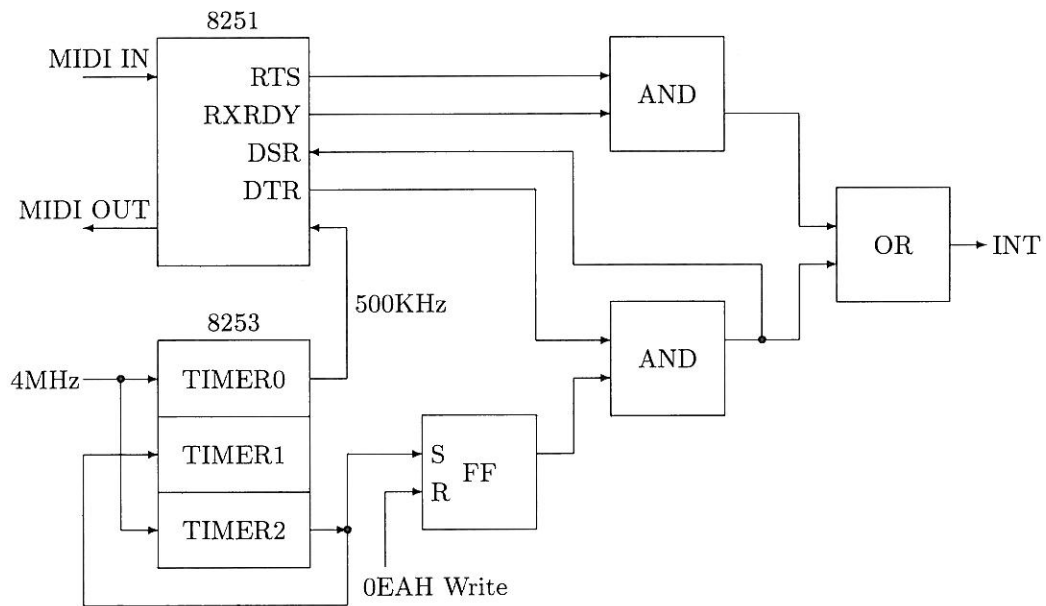 8251
MIDI IN
RTS
RXRDY
DSR
DTR
MIDI OUT
AND
OR
INT
500KHz
8253
4MHz
TIMER0
TIMER1
TIMER2
S
R
FF
AND
0EAH Write